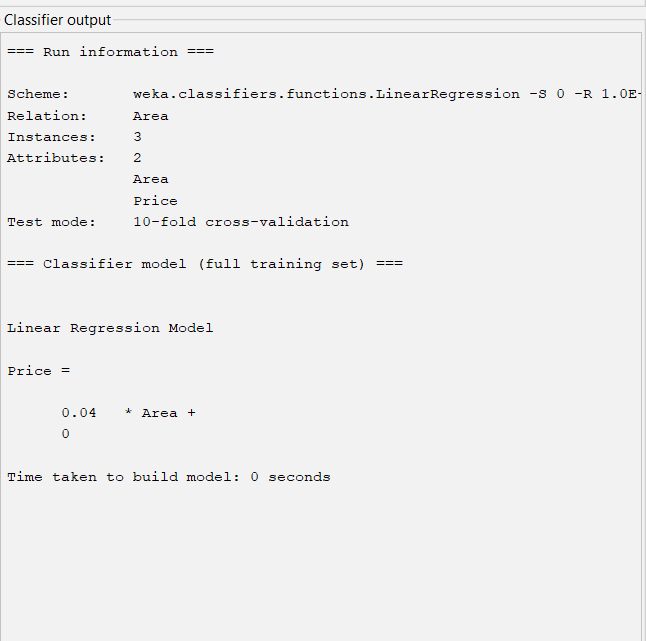 Classifier output
=== Run information ===
Scheme: weka.classifiers.functions.LinearRegression -S 0 -R 1.0E-
Relation: Area
Instances: 3
Attributes: 2
Area
Price
Test mode: 10-fold cross-validation
=== Classifier model (full training set) ===
Linear Regression Model
Price =
0.04 * Area +
0
Time taken to build model: 0 seconds